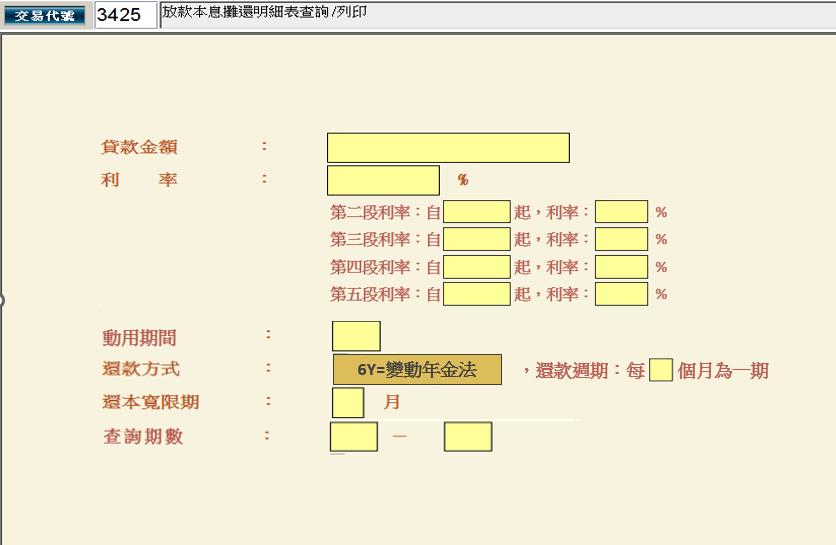 交易代號 3425 放款本息攤還明細表查詢/列印
貸款金額 :
利 率 : %
第二段利率:自 起,利率: %
第三段利率:自 起,利率: %
第四段利率:自 起,利率: %
第五段利率:自 起,利率: %
動用期間 :
還款方式 : 6Y=變動年金法 ,還款週期:每 個月為一期
還本寬限期 : 月
查詢期數 : —